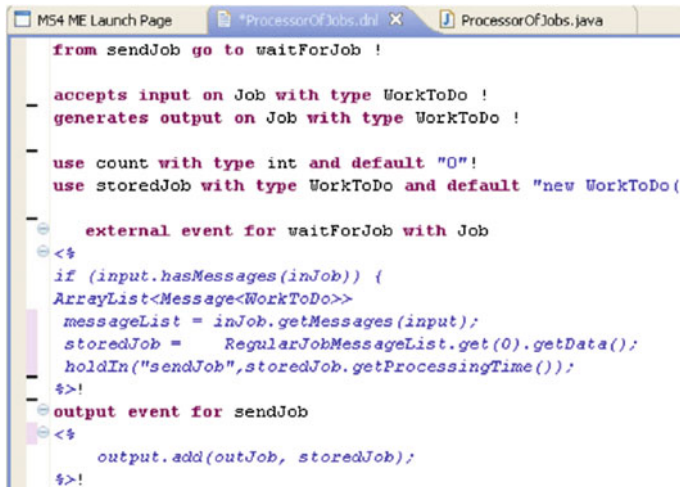 MS4 ME Launch Page *ProcessorOfJobs.dnl ProcessorOfJobs.java
from sendJob go to waitForJob !
accepts input on Job with type WorkToDo !
generates output on Job with type WorkToDo !
use count with type int and default "0"!
use storedJob with type WorkToDo and default "new WorkToDo(
external event for waitForJob with Job
<%
if (input.hasMessages(inJob)) {
ArrayList<Message<WorkToDo>>
messageList = inJob.getMessages(input);
storedJob = RegularJobMessageList.get(0).getData();
holdIn("sendJob",storedJob.getProcessingTime());
%>!
output event for sendJob
<%
output.add(outJob, storedJob);
%>!